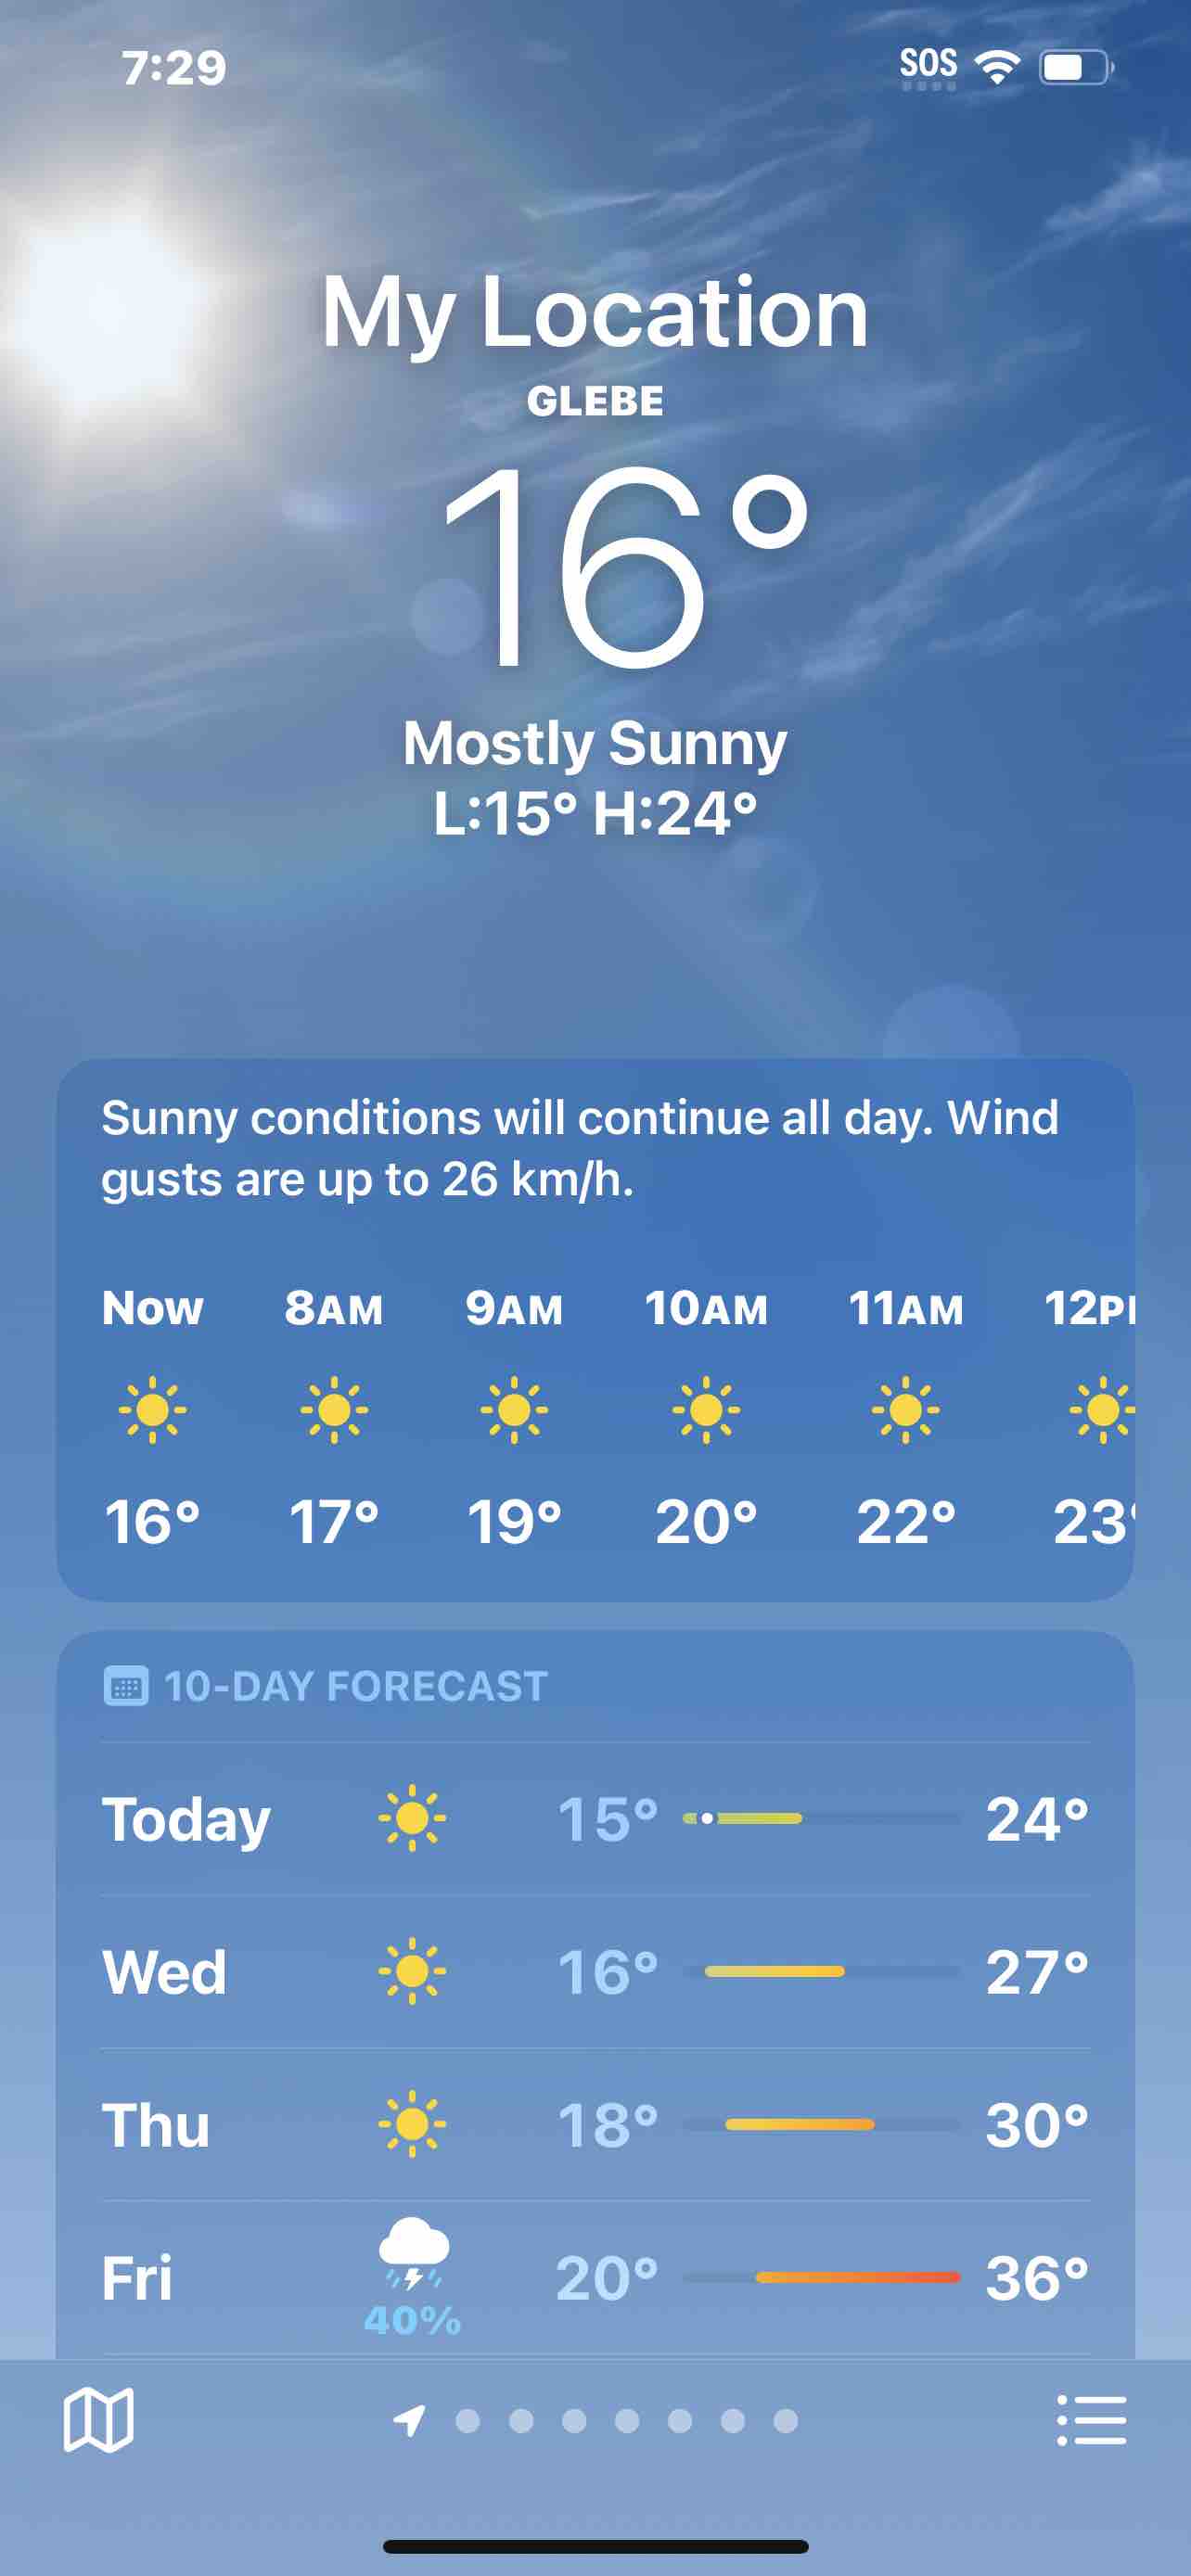 7:29 SOS
My Location
GLEBE
16°
Mostly Sunny
L:15° H:24°
Sunny conditions will continue all day. Wind
gusts are up to 26 km/h.
Now 8AM 9AM 10AM 11AM 12P
16° 17° 19° 20° 22° 23°
10-DAY FORECAST
Today 15° 24°
Wed 16° 27°
Thu 18° 30°
Fri 20° 36°
40%